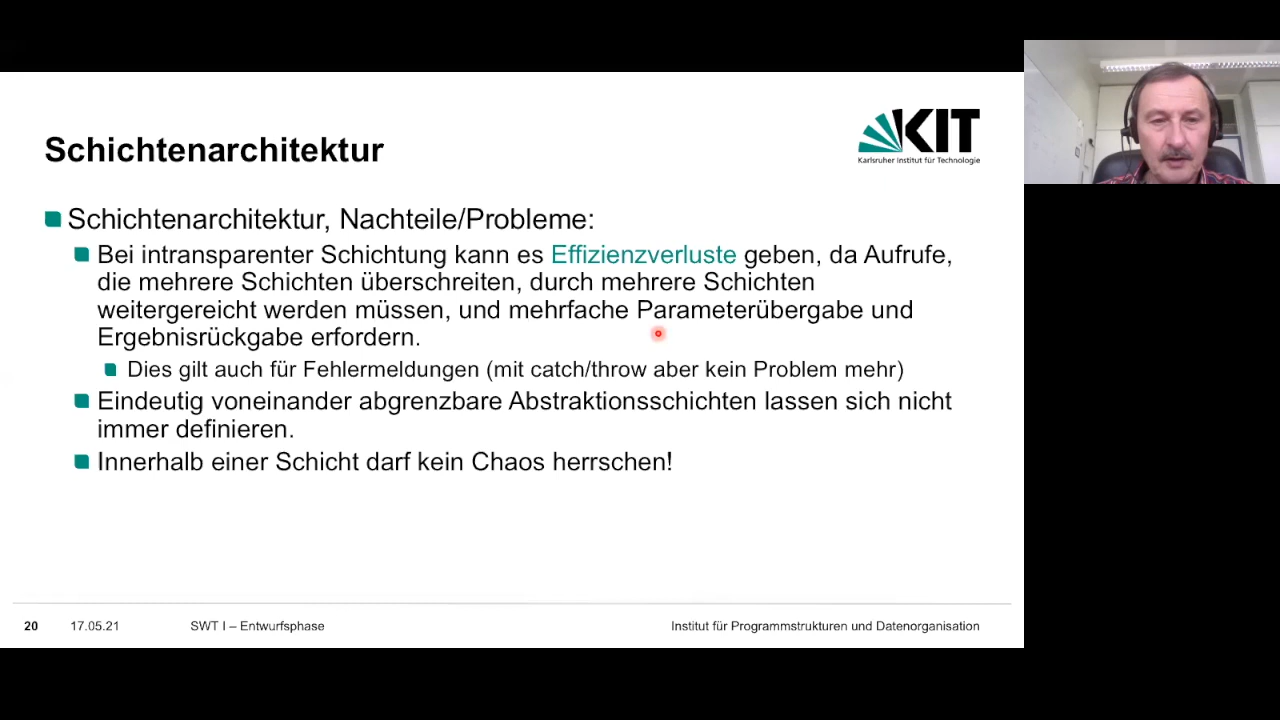 Schichtenarchitektur
KIT
Karlsruher Institut für Technologie
Schichtenarchitektur, Nachteile/Probleme:
Bei intransparenter Schichtung kann es Effizienzverluste geben, da Aufrufe,
die mehrere Schichten überschreiten, durch mehrere Schichten
weitergereicht werden müssen, und mehrfache Parameterübergabe und
Ergebnisrückgabe erfordern.
Dies gilt auch für Fehlermeldungen (mit catch/throw aber kein Problem mehr)
Eindeutig voneinander abgrenzbare Abstraktionsschichten lassen sich nicht
immer definieren.
Innerhalb einer Schicht darf kein Chaos herrschen!
20 17.05.21 SWT I – Entwurfsphase Institut für Programmstrukturen und Datenorganisation